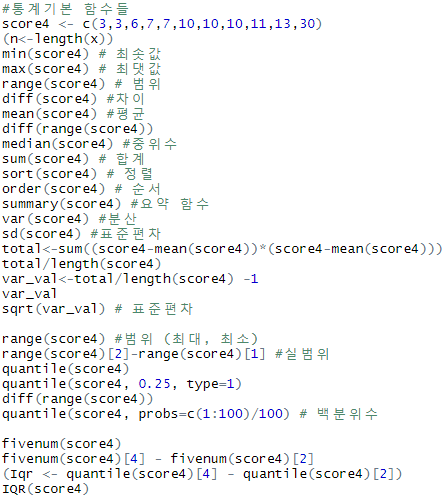 #통계기본 함수들
score4 <- c(3,3,6,7,7,10,10,10,11,13,30)
(n<-length(x))
min(score4) # 최솟값
max(score4) # 최댓값
range(score4) # 범위
diff(score4) #차이
mean(score4) #평균
diff(range(score4))
median(score4) #중위수
sum(score4) # 합계
sort(score4) # 정렬
order(score4) # 순서
summary(score4) #요약 함수
var(score4) #분산
sd(score4) #표준편차
total<-sum((score4-mean(score4))*(score4-mean(score4)))
total/length(score4)
var_val<-total/length(score4) -1
var_val
sqrt(var_val) # 표준편차
range(score4) #범위 (최대, 최소)
range(score4)[2]-range(score4)[1] #실범위
quantile(score4)
quantile(score4, 0.25, type=1)
diff(range(score4))
quantile(score4, probs=c(1:100)/100) # 백분위수
fivenum(score4)
fivenum(score4)[4] - fivenum(score4)[2]
(Iqr <- quantile(score4)[4] - quantile(score4)[2])
IQR(score4)